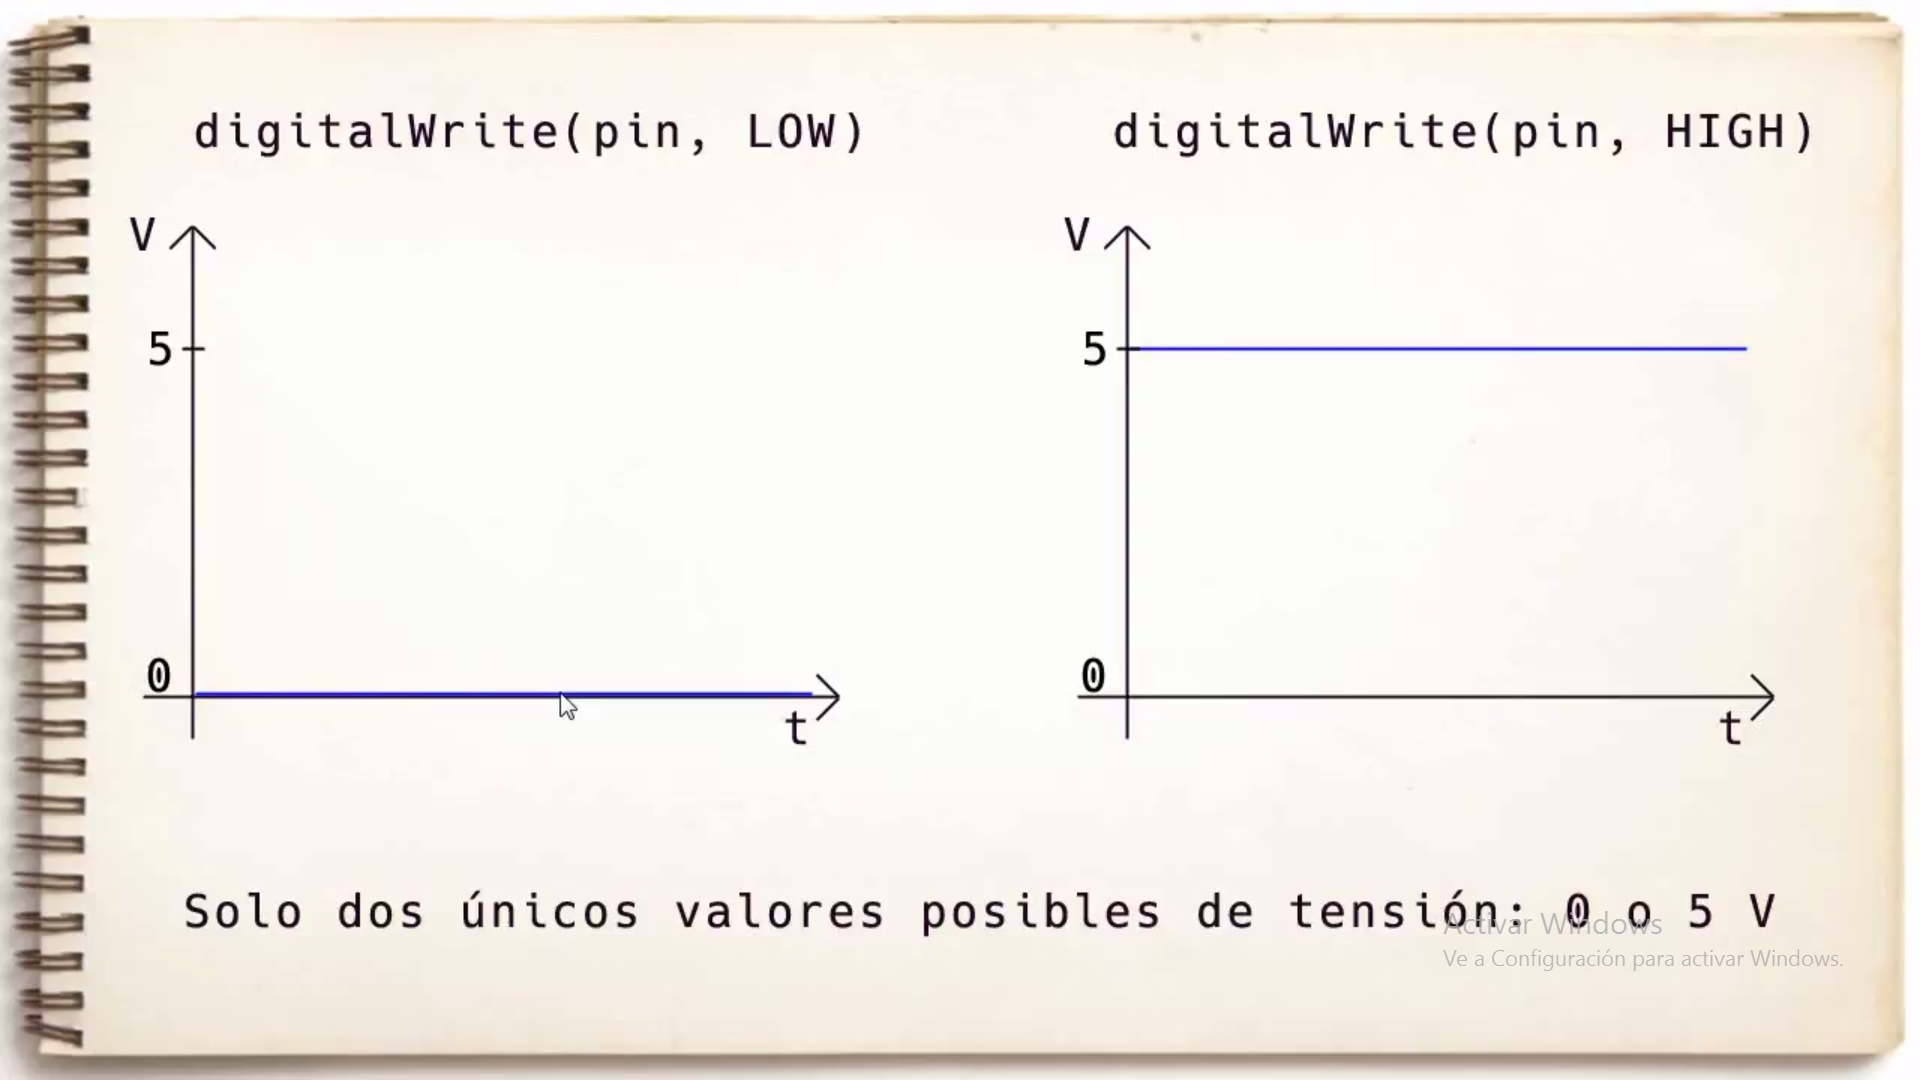 digitalWrite(pin, LOW)
digitalWrite(pin, HIGH)
V
5
0
t
V
5
0
t
Solo dos únicos valores posibles de tensión: 0 o 5 V
Activar Windows
Ve a Configuración para activar Windows.